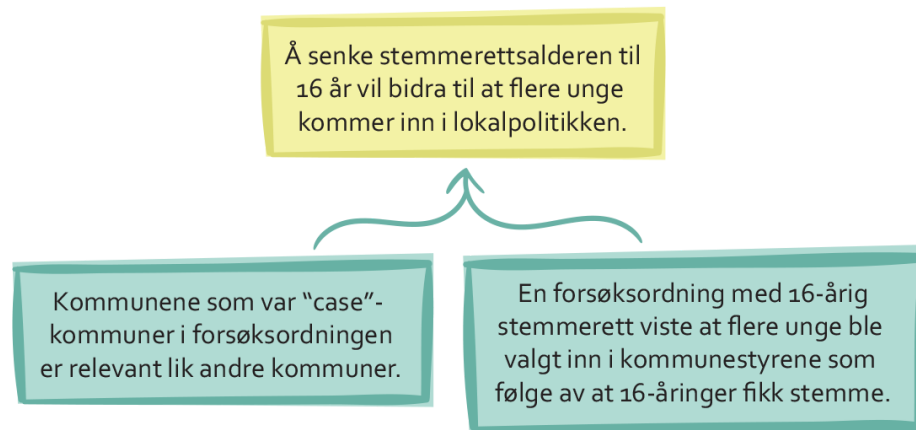 Å senke stemmerettsalderen til
16 år vil bidra til at flere unge
kommer inn i lokalpolitikken.
Kommunene som var “case”-
kommuner i forsøksordningen
er relevant lik andre kommuner.
En forsøksordning med 16-årig
stemmerett viste at flere unge ble
valgt inn i kommunestyrene som
følge av at 16-åringer fikk stemme.